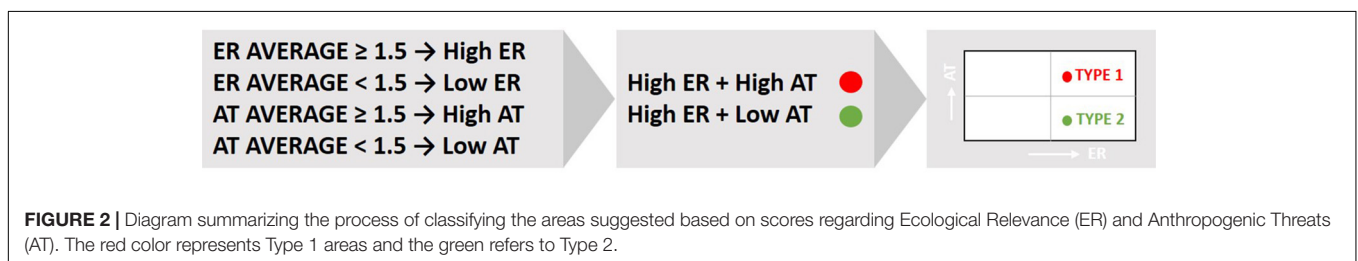 ER AVERAGE ≥ 1.5 → High ER
ER AVERAGE < 1.5 → Low ER
AT AVERAGE ≥ 1.5 → High AT
AT AVERAGE < 1.5 → Low AT
High ER + High AT
High ER + Low AT
AT
TYPE 1
TYPE 2
ER
FIGURE 2 | Diagram summarizing the process of classifying the areas suggested based on scores regarding Ecological Relevance (ER) and Anthropogenic Threats
(AT). The red color represents Type 1 areas and the green refers to Type 2.